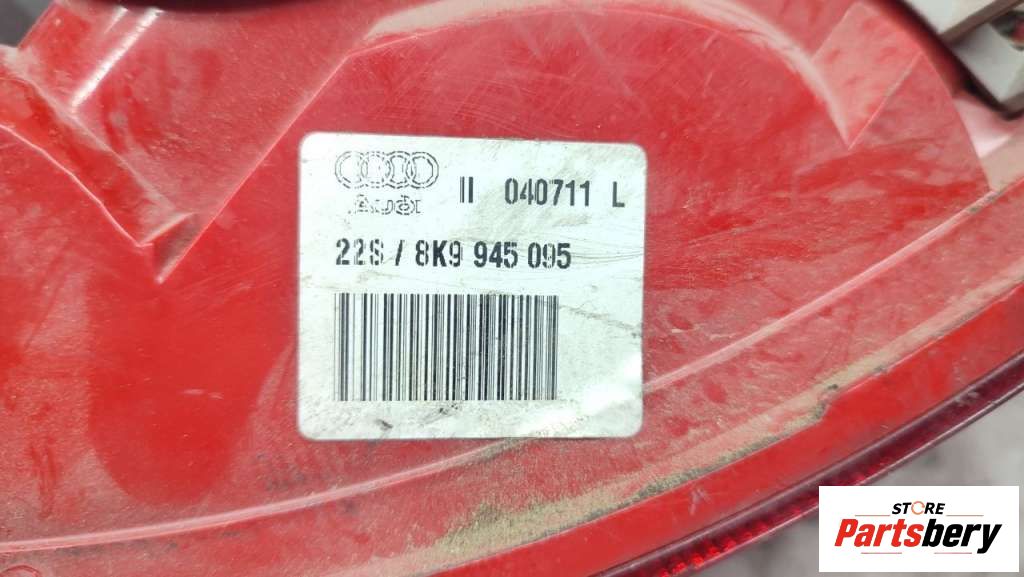 II 040711 L
Audi
22S / 8K9 945 095
STORE
Partsbery